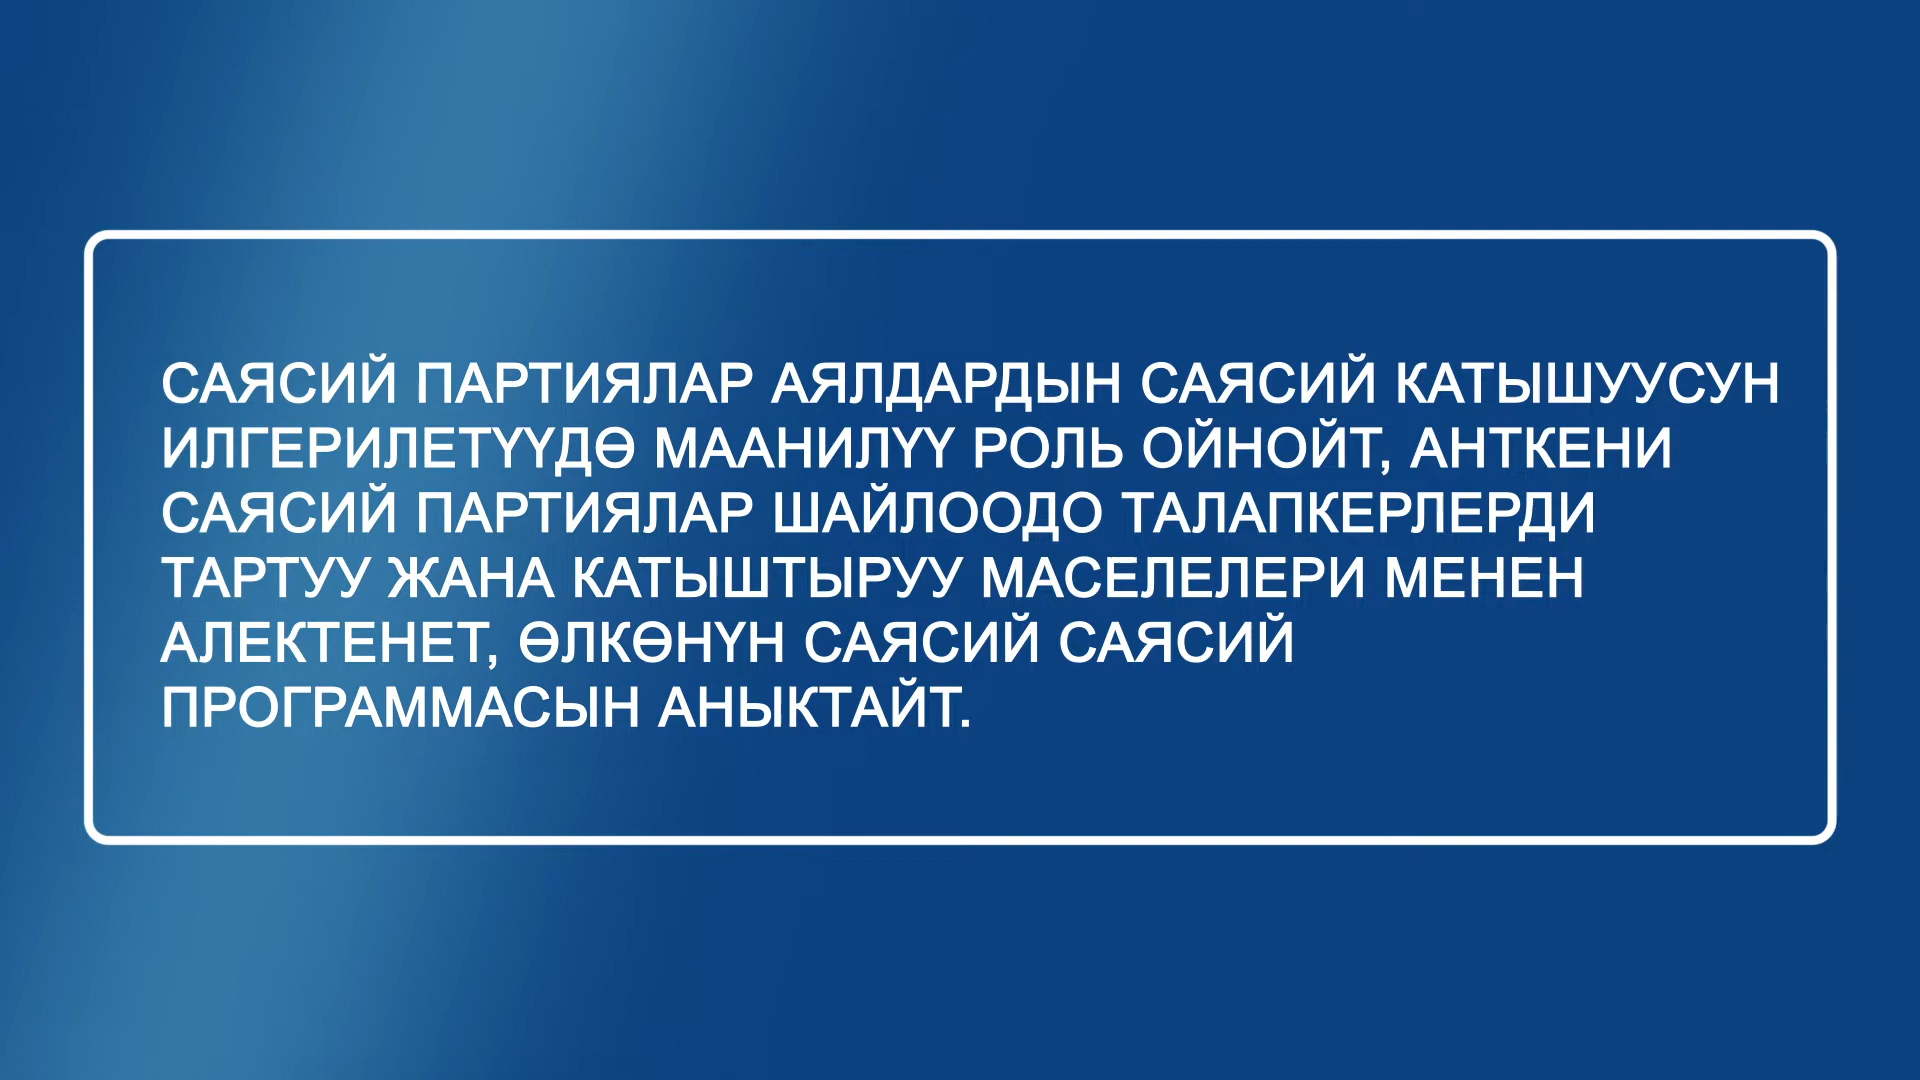 САЯСИЙ ПАРТИЯЛАР АЯЛДАРДЫН САЯСИЙ КАТЫШУУСУН
ИЛГЕРИЛЕТҮҮДӨ МААНИЛҮҮ РОЛЬ ОЙНОЙТ, АНТКЕНИ
САЯСИЙ ПАРТИЯЛАР ШАЙЛООДО ТАЛАПКЕРЛЕРДИ
ТАРТУУ ЖАНА КАТЫШТЫРУУ МАСЕЛЕЛЕРИ МЕНЕН
АЛЕКТЕНЕТ, ӨЛКӨНҮН САЯСИЙ САЯСИЙ
ПРОГРАММАСЫН АНЫКТАЙТ.